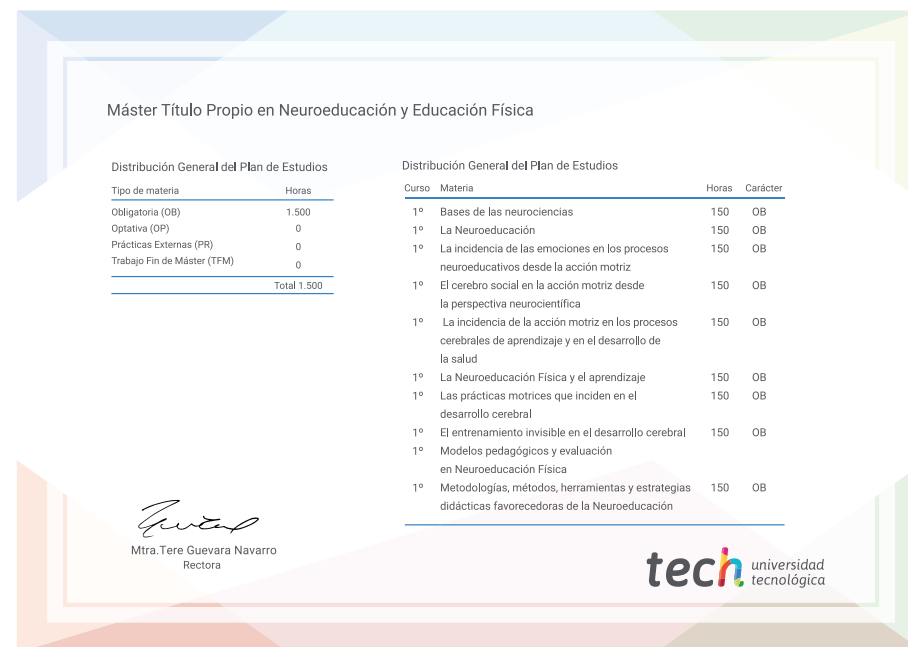 Máster Título Propio en Neuroeducación y Educación Física
Distribución General del Plan de Estudios
Tipo de materia Horas
Obligatoria (OB) 1.500
Optativa (OP) 0
Prácticas Externas (PR) 0
Trabajo Fin de Máster (TFM) 0
Total 1.500
Distribución General del Plan de Estudios
Curso Materia Horas Carácter
1º Bases de las neurociencias 150 OB
1º La Neuroeducación 150 OB
1º La incidencia de las emociones en los procesos 150 OB
neuroeducativos desde la acción motriz
1º El cerebro social en la acción motriz desde 150 OB
la perspectiva neurocientífica
1º La incidencia de la acción motriz en los procesos 150 OB
cerebrales de aprendizaje y en el desarrollo de
la salud
1º La Neuroeducación Física y el aprendizaje 150 OB
1º Las prácticas motrices que inciden en el 150 OB
desarrollo cerebral
1º El entrenamiento invisible en el desarrollo cerebral 150 OB
1º Modelos pedagógicos y evaluación
en Neuroeducación Física
1º Metodologías, métodos, herramientas y estrategias 150 OB
didácticas favorecedoras de la Neuroeducación
Mtra.Tere Guevara Navarro
Rectora
tech universidad
tecnológica